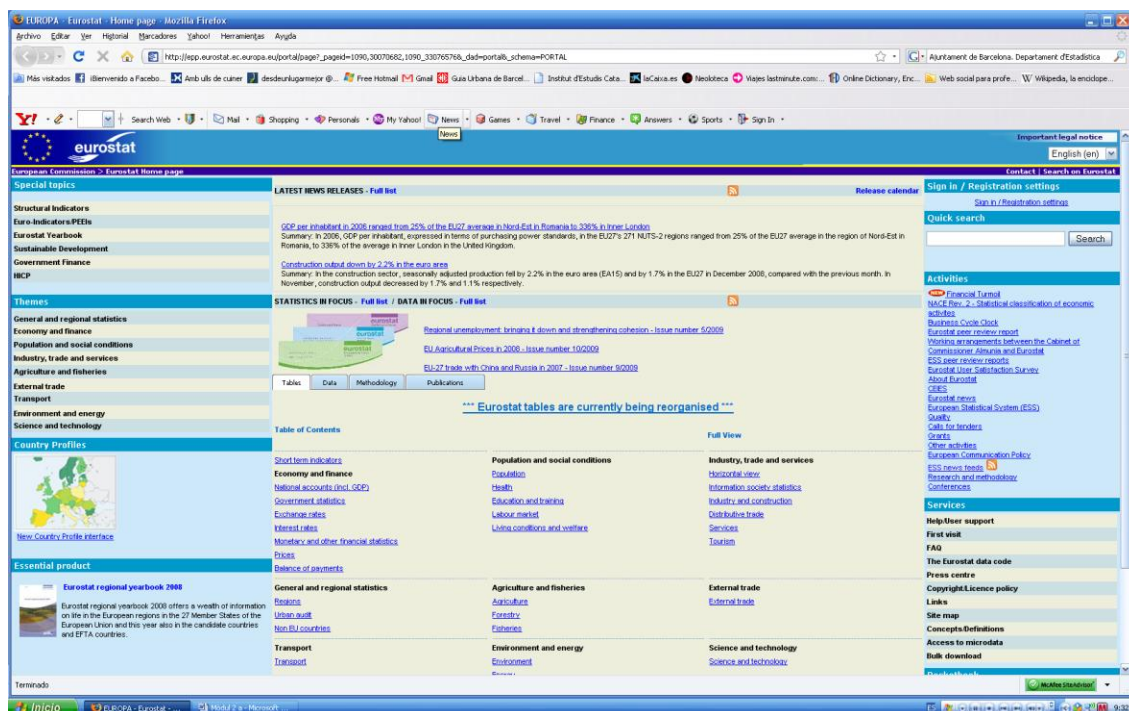 EUROPA - Eurostat - Home page - Mozilla Firefox
Archivo Editar Ver Historial Marcadores Yahoo! Herramientas Ayuda
http://epp.eurostat.ec.europa.eu/portal/page?_pageid=1090,30070682,1090_33076576&_dad=portal&_schema=PORTAL
Ajuntament de Barcelona. Departament d'Estadística
Más visitados ¡Bienvenido a Facebo... Amb ulls de cuiner desdeunlugarmejor @... Free Hotmail Gmail Guia Urbana de Barcel... Institut d'Estudis Cata... laCaixa.es Neoloteca Viajes lastminute.com:... Online Dictionary, Enc... Web social para profe... Wikipedia, la enciclope...
Y! Search Web Mail Shopping Personals My Yahoo! News Games Travel Finance Answers Sports Sign In
News
eurostat
Important legal notice
English (en)
European Commission > Eurostat Home page
Contact | Search on Eurostat
Special topics
Structural Indicators
Euro-Indicators/PEEIs
Eurostat Yearbook
Sustainable Development
Government Finance
HICP
Themes
General and regional statistics
Economy and finance
Population and social conditions
Industry, trade and services
Agriculture and fisheries
External trade
Transport
Environment and energy
Science and technology
Country Profiles
New Country Profile interface
Essential product
Eurostat regional yearbook 2008
Eurostat regional yearbook 2008 offers a wealth of information
on life in the European regions in the 27 Member States of the
European Union and this year also in the candidate countries
and EFTA countries.
LATEST NEWS RELEASES - Full list
Release calendar
GDP per inhabitant in 2006 ranged from 25% of the EU27 average in Nord-Est in Romania to 336% in Inner London
Summary: In 2006, GDP per inhabitant, expressed in terms of purchasing power standards, in the EU27's 271 NUTS-2 regions ranged from 25% of the EU27 average in the region of Nord-Est in
Romania, to 336% of the average in Inner London in the United Kingdom.
Construction output down by 2.2% in the euro area
Summary: In the construction sector, seasonally adjusted production fell by 2.2% in the euro area (EA15) and by 1.7% in the EU27 in December 2008, compared with the previous month. In
November, construction output decreased by 1.7% and 1.1% respectively.
STATISTICS IN FOCUS - Full list / DATA IN FOCUS - Full list
eurostat
Regional unemployment: bringing it down and strengthening cohesion - Issue number 5/2009
EU Agricultural Prices in 2008 - Issue number 10/2009
EU-27 trade with China and Russia in 2007 - Issue number 9/2009
Tables Data Methodology Publications
*** Eurostat tables are currently being reorganised ***
Table of Contents
Full View
Short term indicators
Economy and finance
National accounts (incl. GDP)
Government statistics
Exchange rates
Interest rates
Monetary and other financial statistics
Prices
Balance of payments
Population and social conditions
Population
Health
Education and training
Labour market
Living conditions and welfare
Industry, trade and services
Horizontal view
Information society statistics
Industry and construction
Distributive trade
Services
Tourism
General and regional statistics
Regions
Urban audit
Non EU countries
Agriculture and fisheries
Agriculture
Forestry
Fisheries
External trade
External trade
Transport
Transport
Environment and energy
Environment
Energy
Science and technology
Science and technology
Sign in / Registration settings
Sign in / Registration settings
Quick search
Search
Activities
NEW Financial Turmoil
NACE Rev. 2 - Statistical classification of economic
activites
Business Cycle Clock
Eurostat peer review report
Working arrangements between the Cabinet of
Commissioner Almunia and Eurostat
ESS peer review reports
Eurostat User Satisfaction Survey
About Eurostat
CEIES
Eurostat news
European Statistical System (ESS)
Quality
Calls for tenders
Grants
Other activities
European Communication Policy
ESS news feeds
Research and methodology
Conferences
Services
Help/User support
First visit
FAQ
The Eurostat data code
Press centre
Copyright/Licence policy
Links
Site map
Concepts/Definitions
Access to microdata
Bulk download
Terminado
McAfee SiteAdvisor
Inicio
EUROPA - Eurostat - ...
Mòdul 2 a - Microsoft ...
9:32